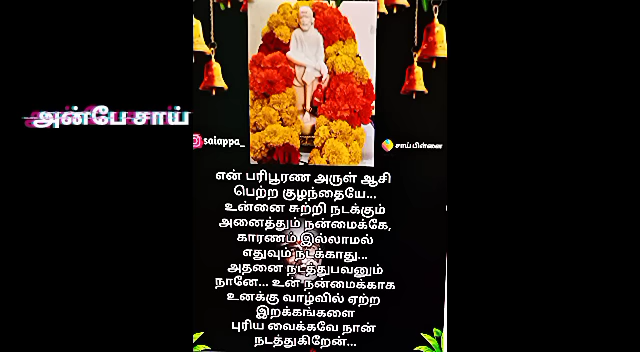 அன்பே சாய்
saiappa_
சாய் பின்னை
என் பரிபூரண அருள் ஆசி
பெற்ற குழந்தையே...
உன்னை சுற்றி நடக்கும்
அனைத்தும் நன்மைக்கே,
காரணம் இல்லாமல்
எதுவும் நடக்காது...
அதனை நடத்துபவனும்
நானே... உன் நன்மைக்காக
உனக்கு வாழ்வில் ஏற்ற
இறக்கங்களை
புரிய வைக்கவே நான்
நடத்துகிறேன்...